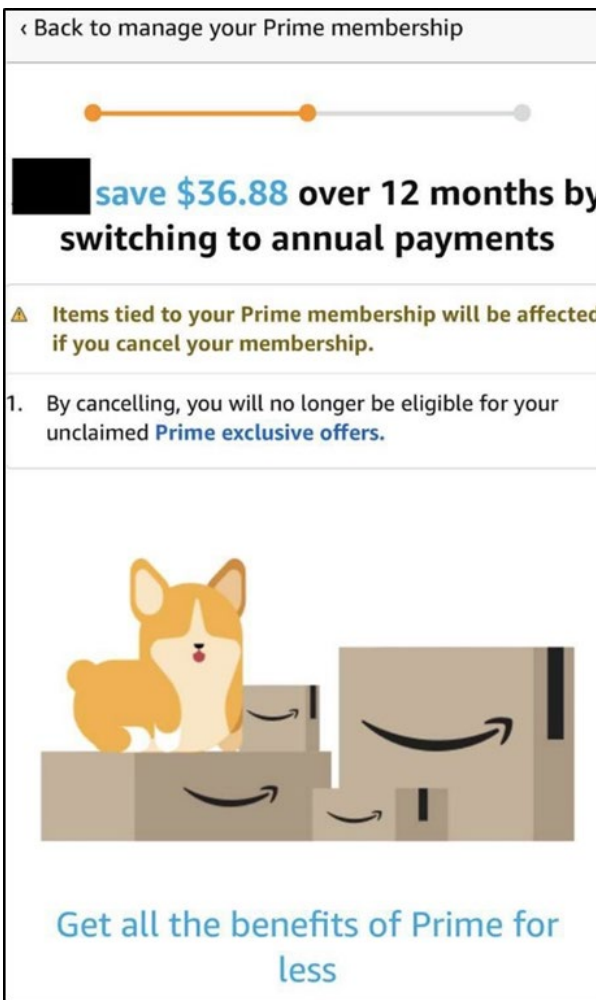 ‹ Back to manage your Prime membership
save $36.88 over 12 months by
switching to annual payments
Items tied to your Prime membership will be affected
if you cancel your membership.
1. By cancelling, you will no longer be eligible for your
unclaimed Prime exclusive offers.
Get all the benefits of Prime for
less